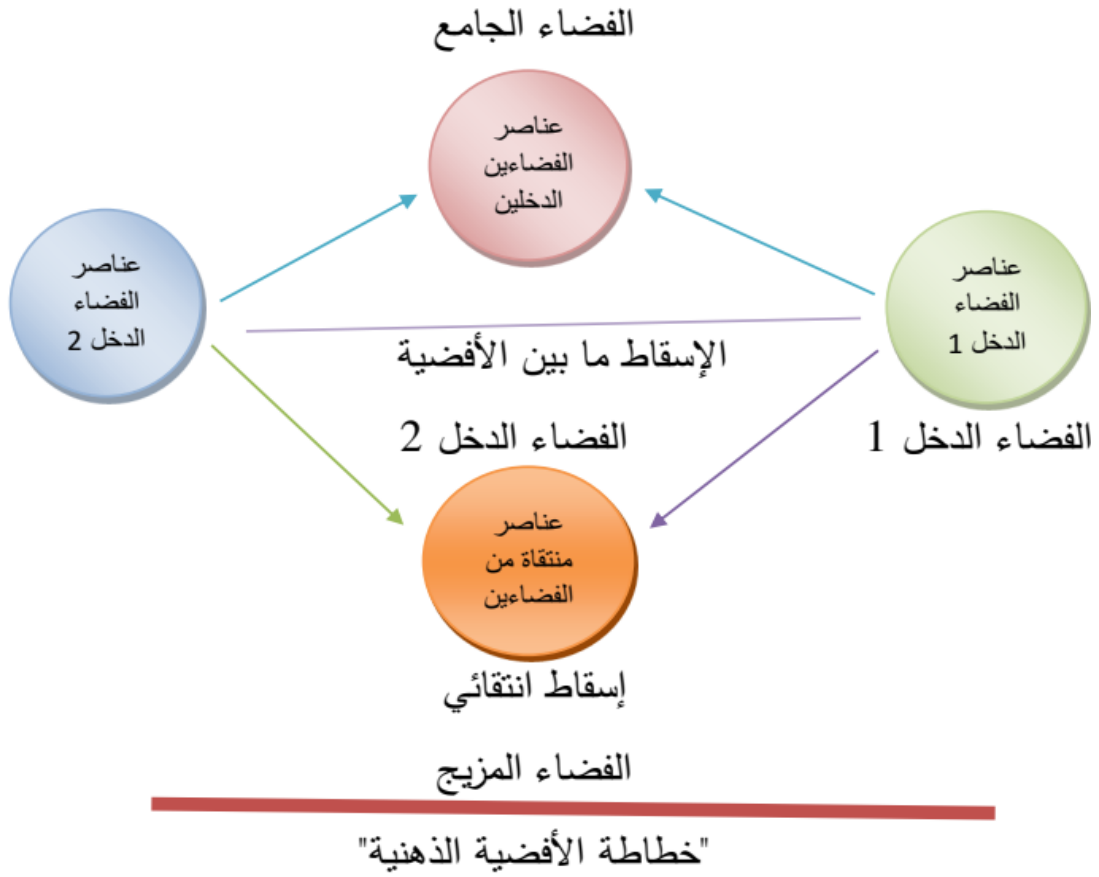 الفضاء الجامع
عناصر
الفضاءين
الدخلين
عناصر
الفضاء
الدخل 1
عناصر
الفضاء
الدخل 2
الإسقاط ما بين الأفضية
الفضاء الدخل 1
الفضاء الدخل 2
عناصر
منتقاة من
الفضاءين
إسقاط انتقائي
الفضاء المزيج
"خطاطة الأفضية الذهنية"